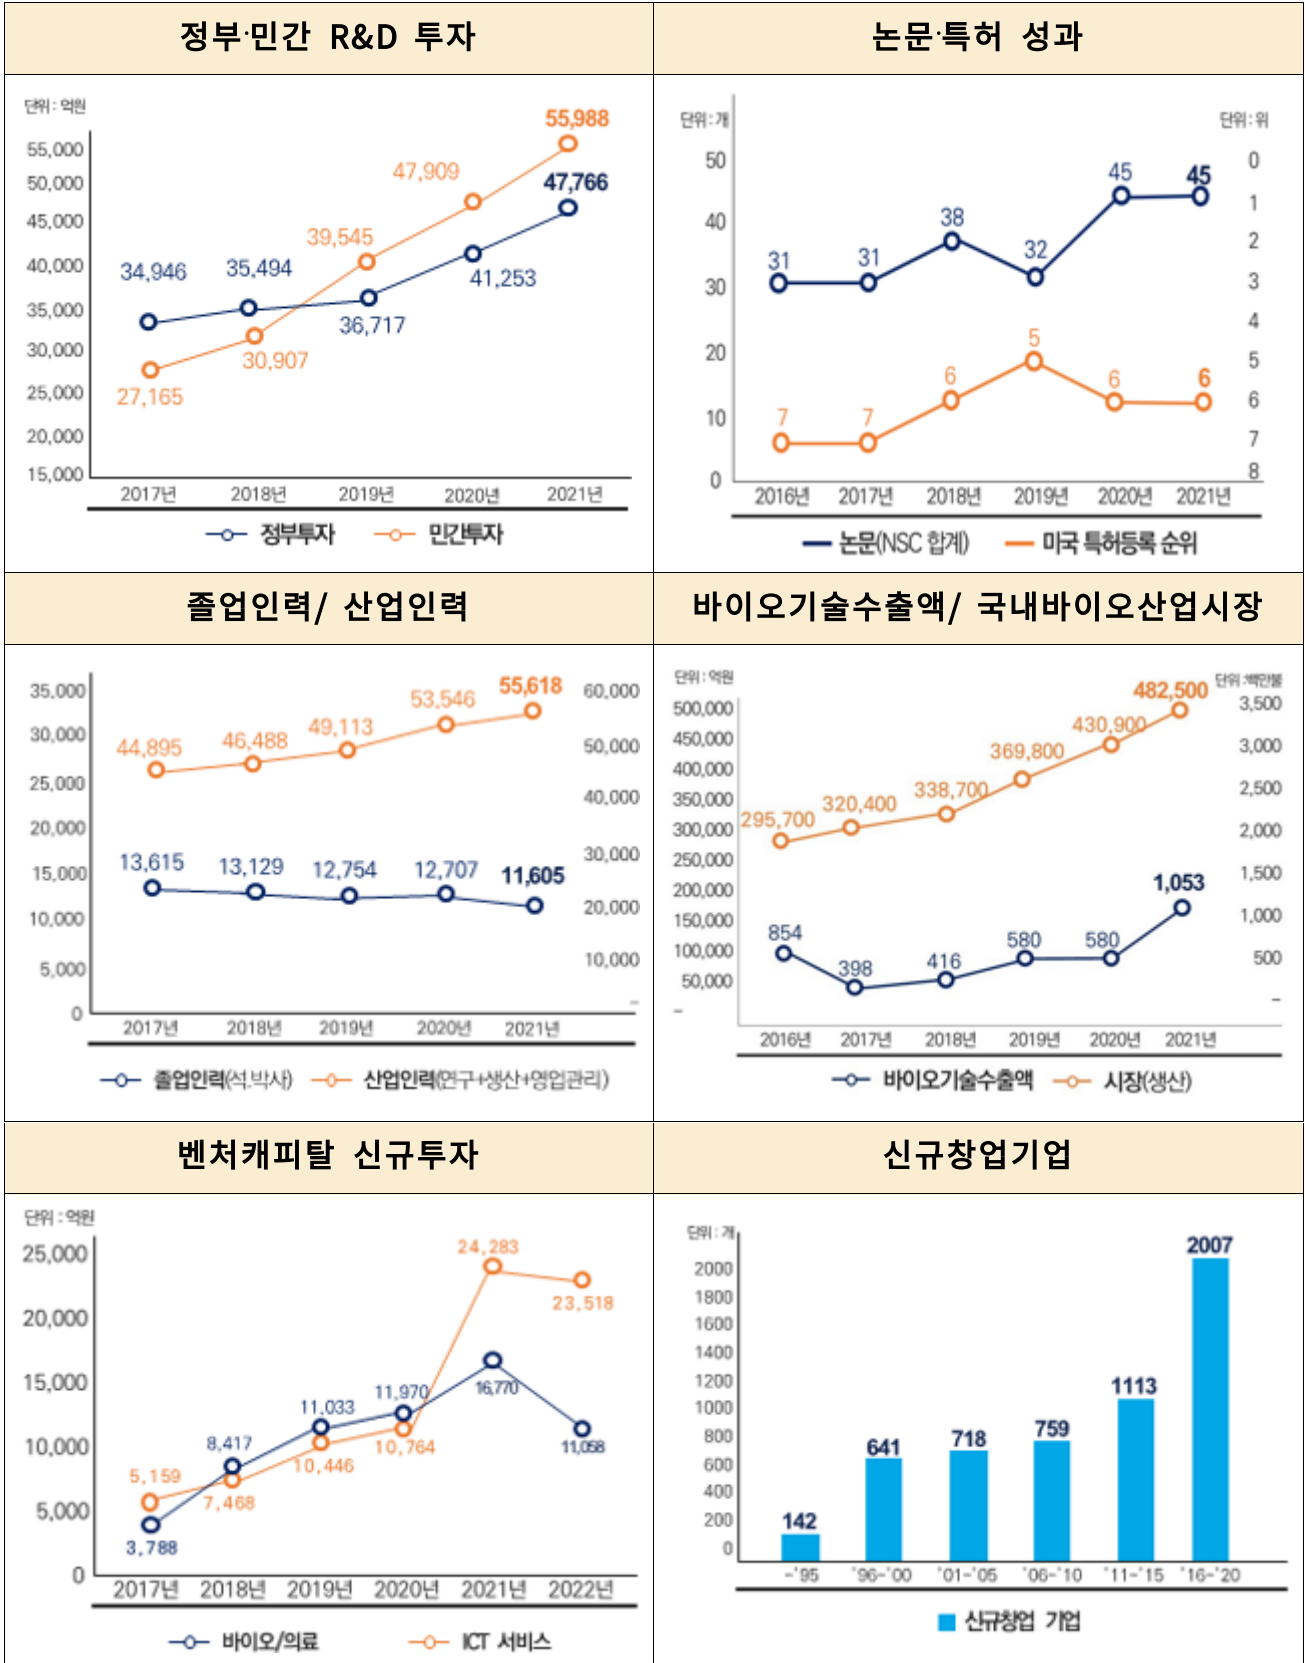 정부·민간 R&D 투자
단위 : 억원
55,000
50,000
45,000
40,000
35,000
30,000
25,000
20,000
15,000
34,946
35,494
36,717
41,253
47,766
27,165
30,907
39,545
47,909
55,988
2017년 2018년 2019년 2020년 2021년
정부투자 민간투자
논문·특허 성과
단위 : 개
단위 : 위
50
40
30
20
10
0
0
1
2
3
4
5
6
7
8
31 31 38 32 45 45
7 7 6 5 6 6
2016년 2017년 2018년 2019년 2020년 2021년
논문(NSC 합계) 미국 특허등록 순위
졸업인력/ 산업인력
35,000
30,000
25,000
20,000
15,000
10,000
5,000
0
60,000
50,000
40,000
30,000
20,000
10,000
–
44,895 46,488 49,113 53,546 55,618
13,615 13,129 12,754 12,707 11,605
2017년 2018년 2019년 2020년 2021년
졸업인력(석.박사) 산업인력(연구+생산+영업관리)
바이오기술수출액/ 국내바이오산업시장
단위 : 억원
단위 :백만불
500,000
450,000
400,000
350,000
300,000
250,000
200,000
150,000
100,000
50,000
–
3,500
3,000
2,500
2,000
1,500
1,000
500
–
295,700 320,400 338,700 369,800 430,900 482,500
854 398 416 580 580 1,053
2016년 2017년 2018년 2019년 2020년 2021년
바이오기술수출액 시장(생산)
벤처캐피탈 신규투자
단위 : 억원
25,000
20,000
15,000
10,000
5,000
0
5,159 7,468 10,446 10,764 24,283 23,518
3,788 8,417 11,033 11,970 16,770 11,058
2017년 2018년 2019년 2020년 2021년 2022년
바이오/의료 ICT 서비스
신규창업기업
단위 : 개
2000
1800
1600
1400
1200
1000
800
600
400
200
0
142 641 718 759 1113 2007
~'95 '96~'00 '01~'05 '06~'10 '11~'15 '16~'20
신규창업 기업